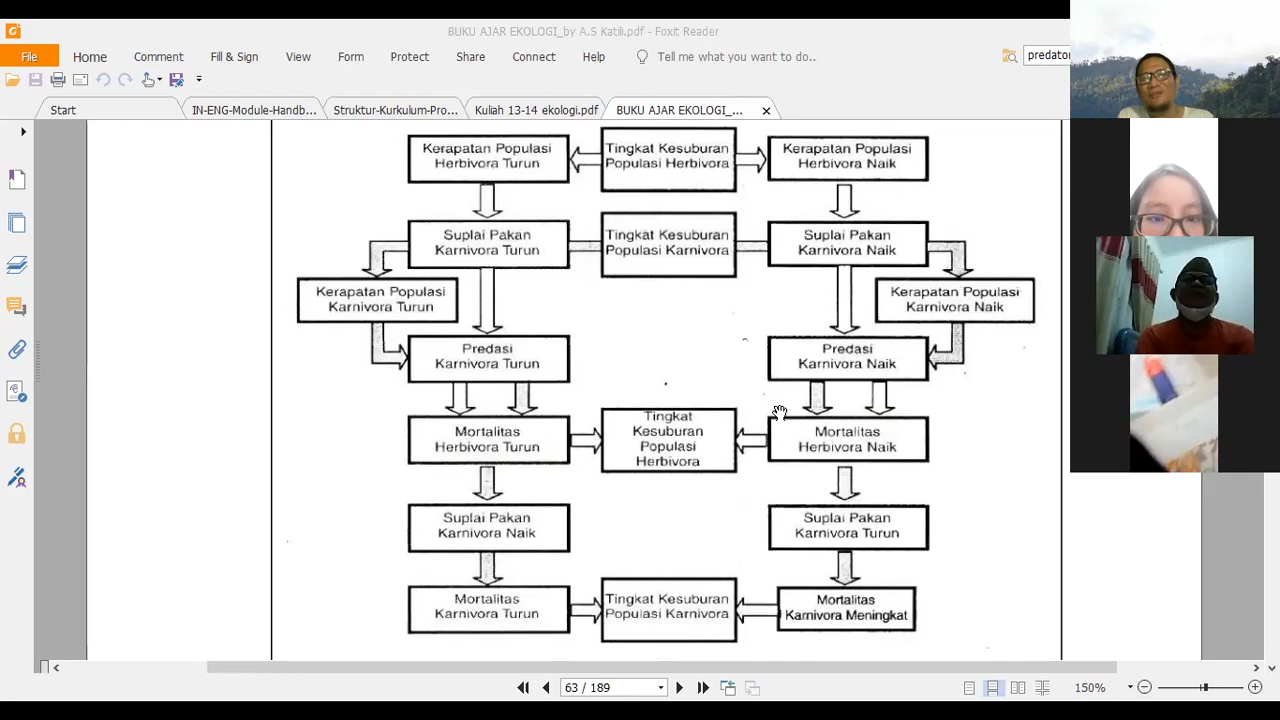 BUKU AJAR EKOLOGI_by A.S Katili.pdf - Foxit Reader
File Home Comment Fill & Sign View Form Protect Share Connect Help Tell me what you want to do.. predator
Start IN-ENG-Module-Handb... Struktur-Kurkulum-Pro... Kuliah 13-14 ekologi.pdf BUKU AJAR EKOLOGI_...
Kerapatan Populasi
Herbivora Turun
Tingkat Kesuburan
Populasi Herbivora
Kerapatan Populasi
Herbivora Naik
Suplai Pakan
Karnivora Turun
Tingkat Kesuburan
Populasi Karnivora
Suplai Pakan
Karnivora Naik
Kerapatan Populasi
Karnivora Turun
Kerapatan Populasi
Karnivora Naik
Predasi
Karnivora Turun
Predasi
Karnivora Naik
Mortalitas
Herbivora Turun
Tingkat
Kesuburan
Populasi
Herbivora
Mortalitas
Herbivora Naik
Suplai Pakan
Karnivora Naik
Suplai Pakan
Karnivora Turun
Mortalitas
Karnivora Turun
Tingkat Kesuburan
Populasi Karnivora
Mortalitas
Karnivora Meningkat
63 / 189
150%